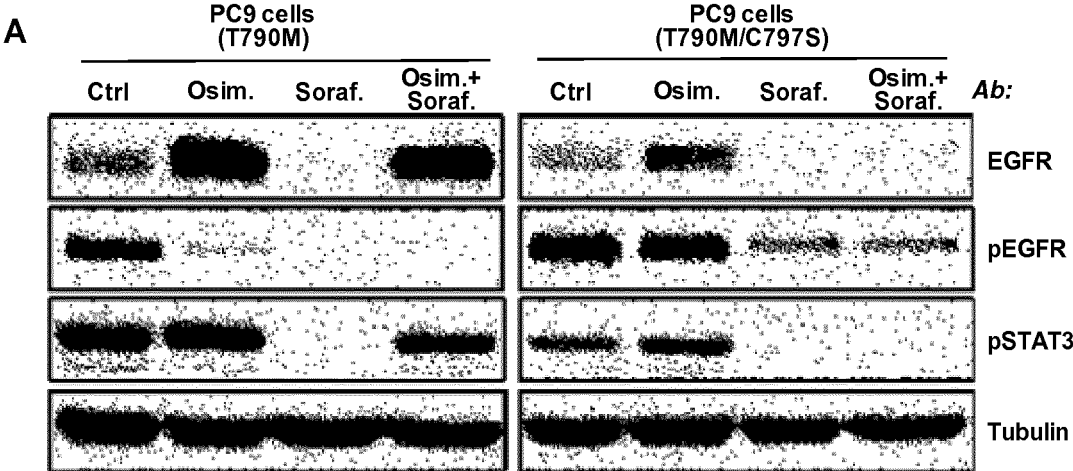 A
PC9 cells
(T790M)
PC9 cells
(T790M/C797S)
Ctrl Osim. Soraf. Osim.+
Soraf.
Ctrl Osim. Soraf. Osim.+
Soraf.
Ab:
EGFR
pEGFR
pSTAT3
Tubulin